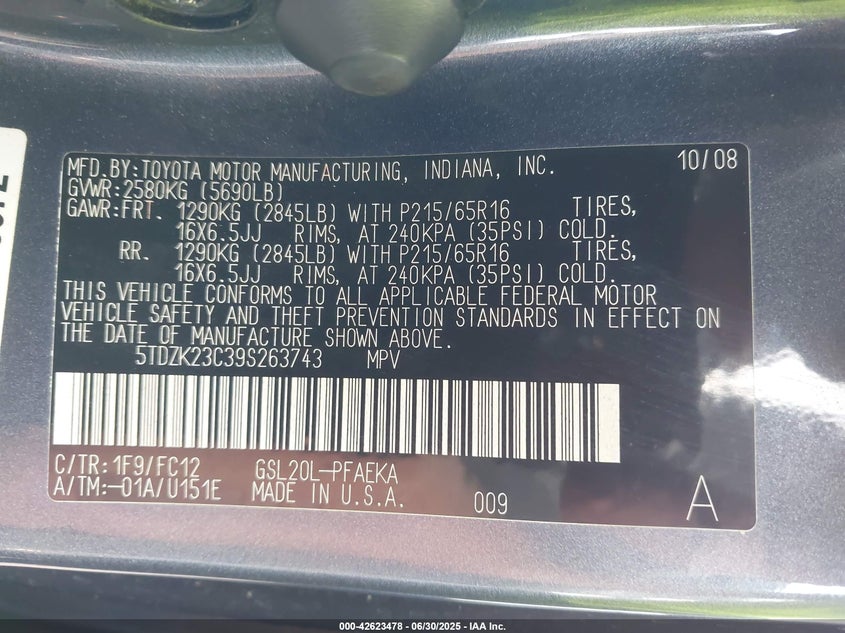 MFD.BY:TOYOTA MOTOR MANUFACTURING, INDIANA, INC. 10/08
GVWR:2580KG (5690LB)
GAWR:FRT. 1290KG (2845LB) WITH P215/65R16 TIRES,
16X6.5JJ RIMS, AT 240KPA (35PSI) COLD.
RR. 1290KG (2845LB) WITH P215/65R16 TIRES,
16X6.5JJ RIMS, AT 240KPA (35PSI) COLD.
THIS VEHICLE CONFORMS TO ALL APPLICABLE FEDERAL MOTOR
VEHICLE SAFETY AND THEFT PREVENTION STANDARDS IN EFFECT ON
THE DATE OF MANUFACTURE SHOWN ABOVE.
5TDZK23C39S263743 MPV
C/TR:1F9/FC12 GSL20L-PFAEKA
A/TM:-01A/U151E MADE IN U.S.A. 009 A
000-42623478 - 06/30/2025 - IAA Inc.